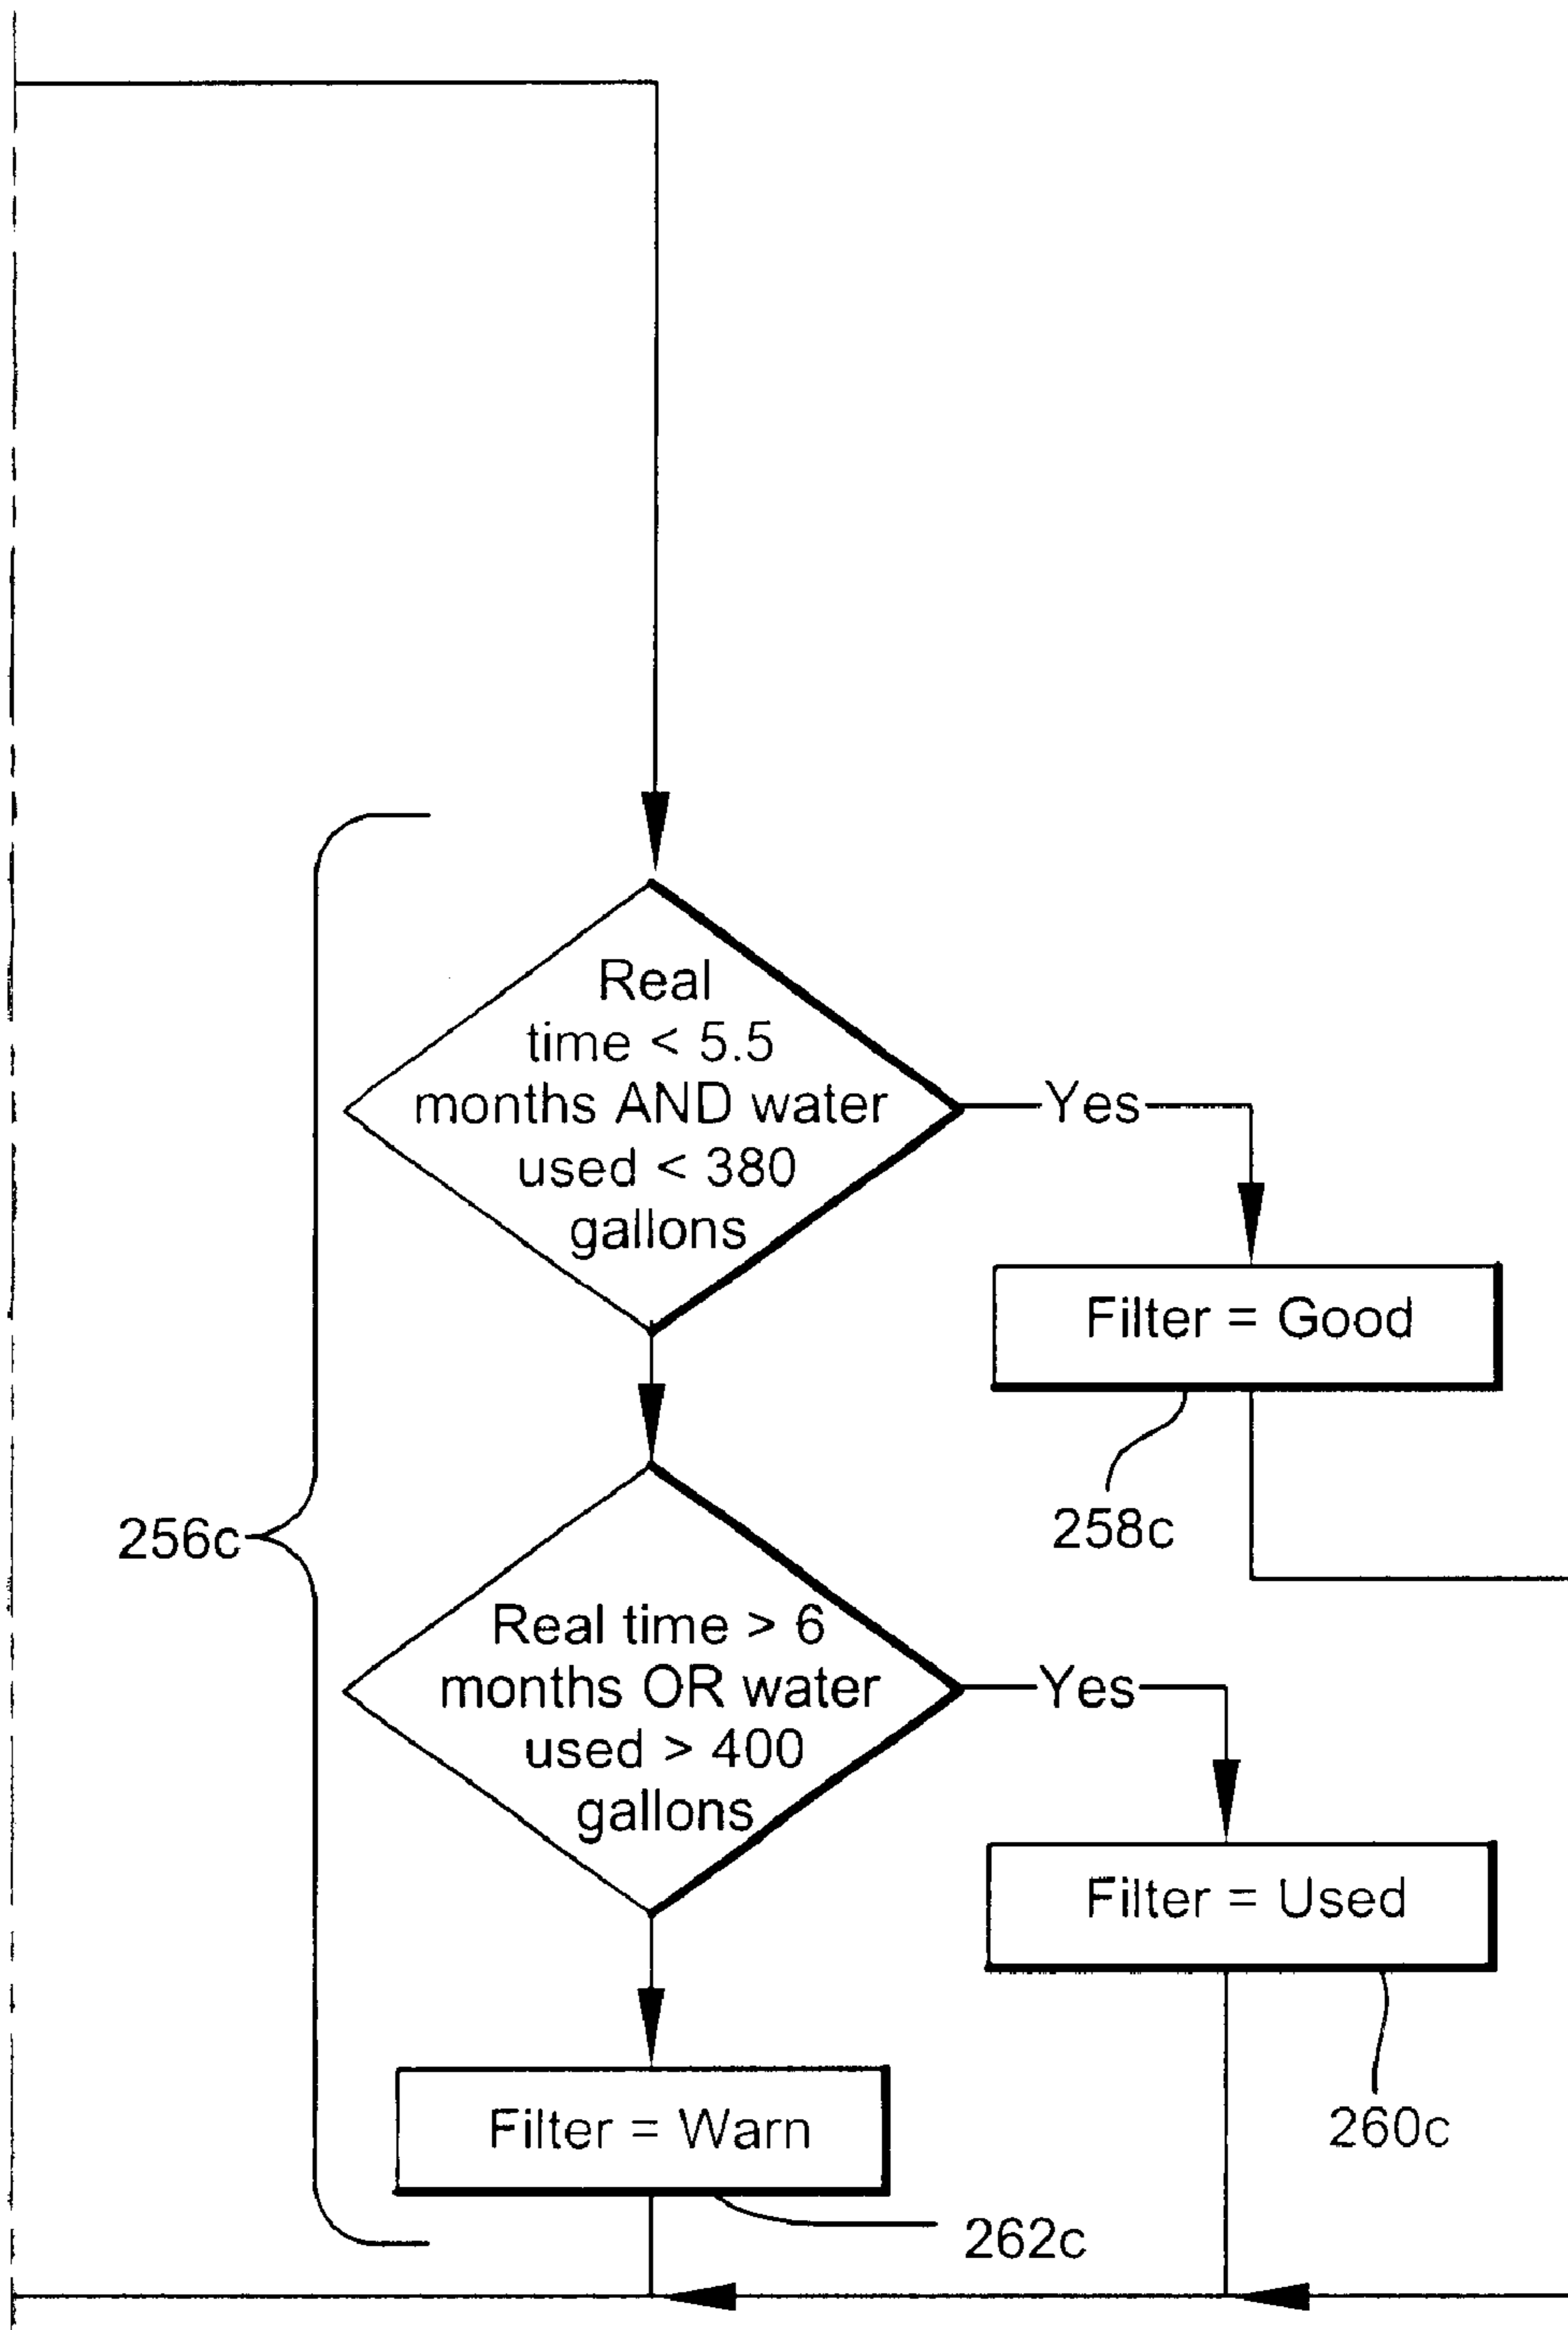 Real
time < 5.5
months AND water
used < 380
gallons
Yes
Filter = Good
258c
256c
Real time > 6
months OR water
used > 400
gallons
Yes
Filter = Used
260c
Filter = Warn
262c